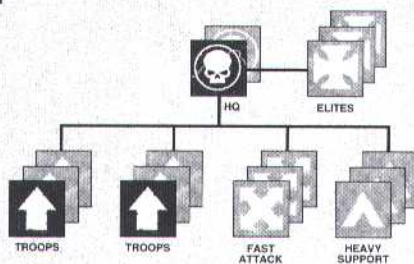 HQ
ELITES
TROOPS
TROOPS
FAST
ATTACK
HEAVY
SUPPORT